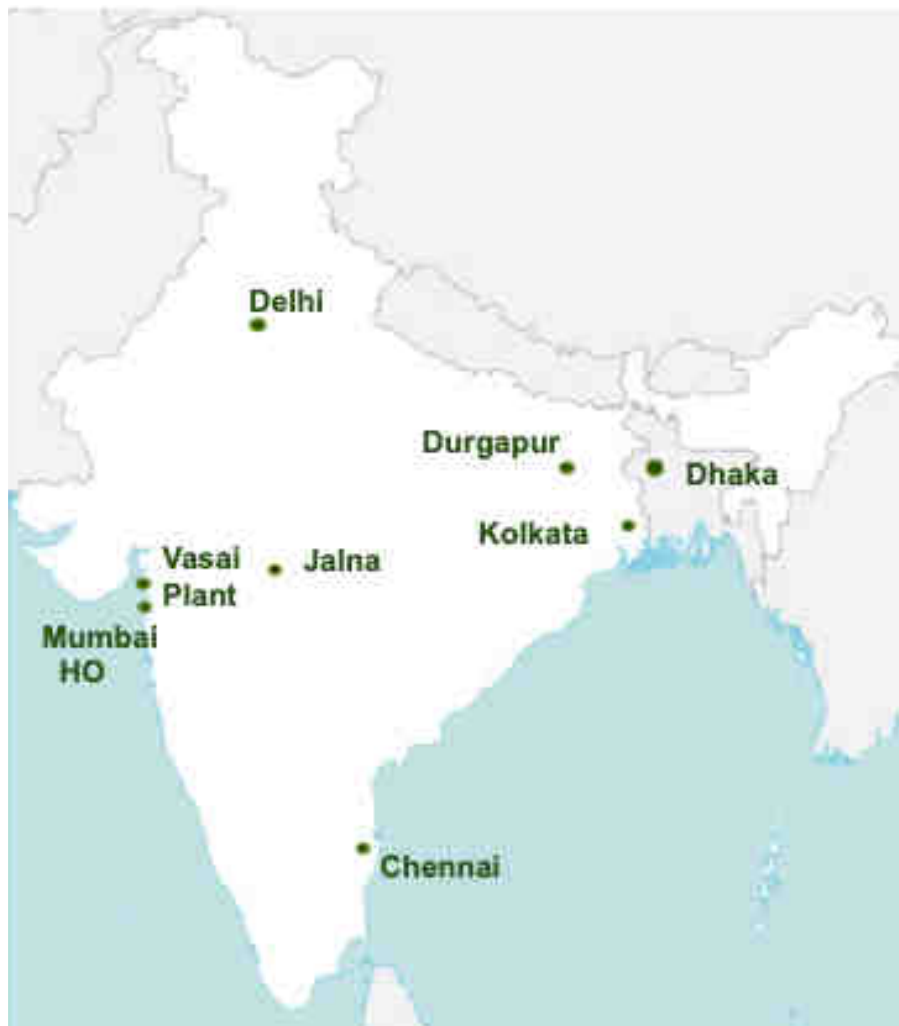 Delhi
Durgapur
Dhaka
Kolkata
Vasai
Plant
Jalna
Mumbai
HO
Chennai